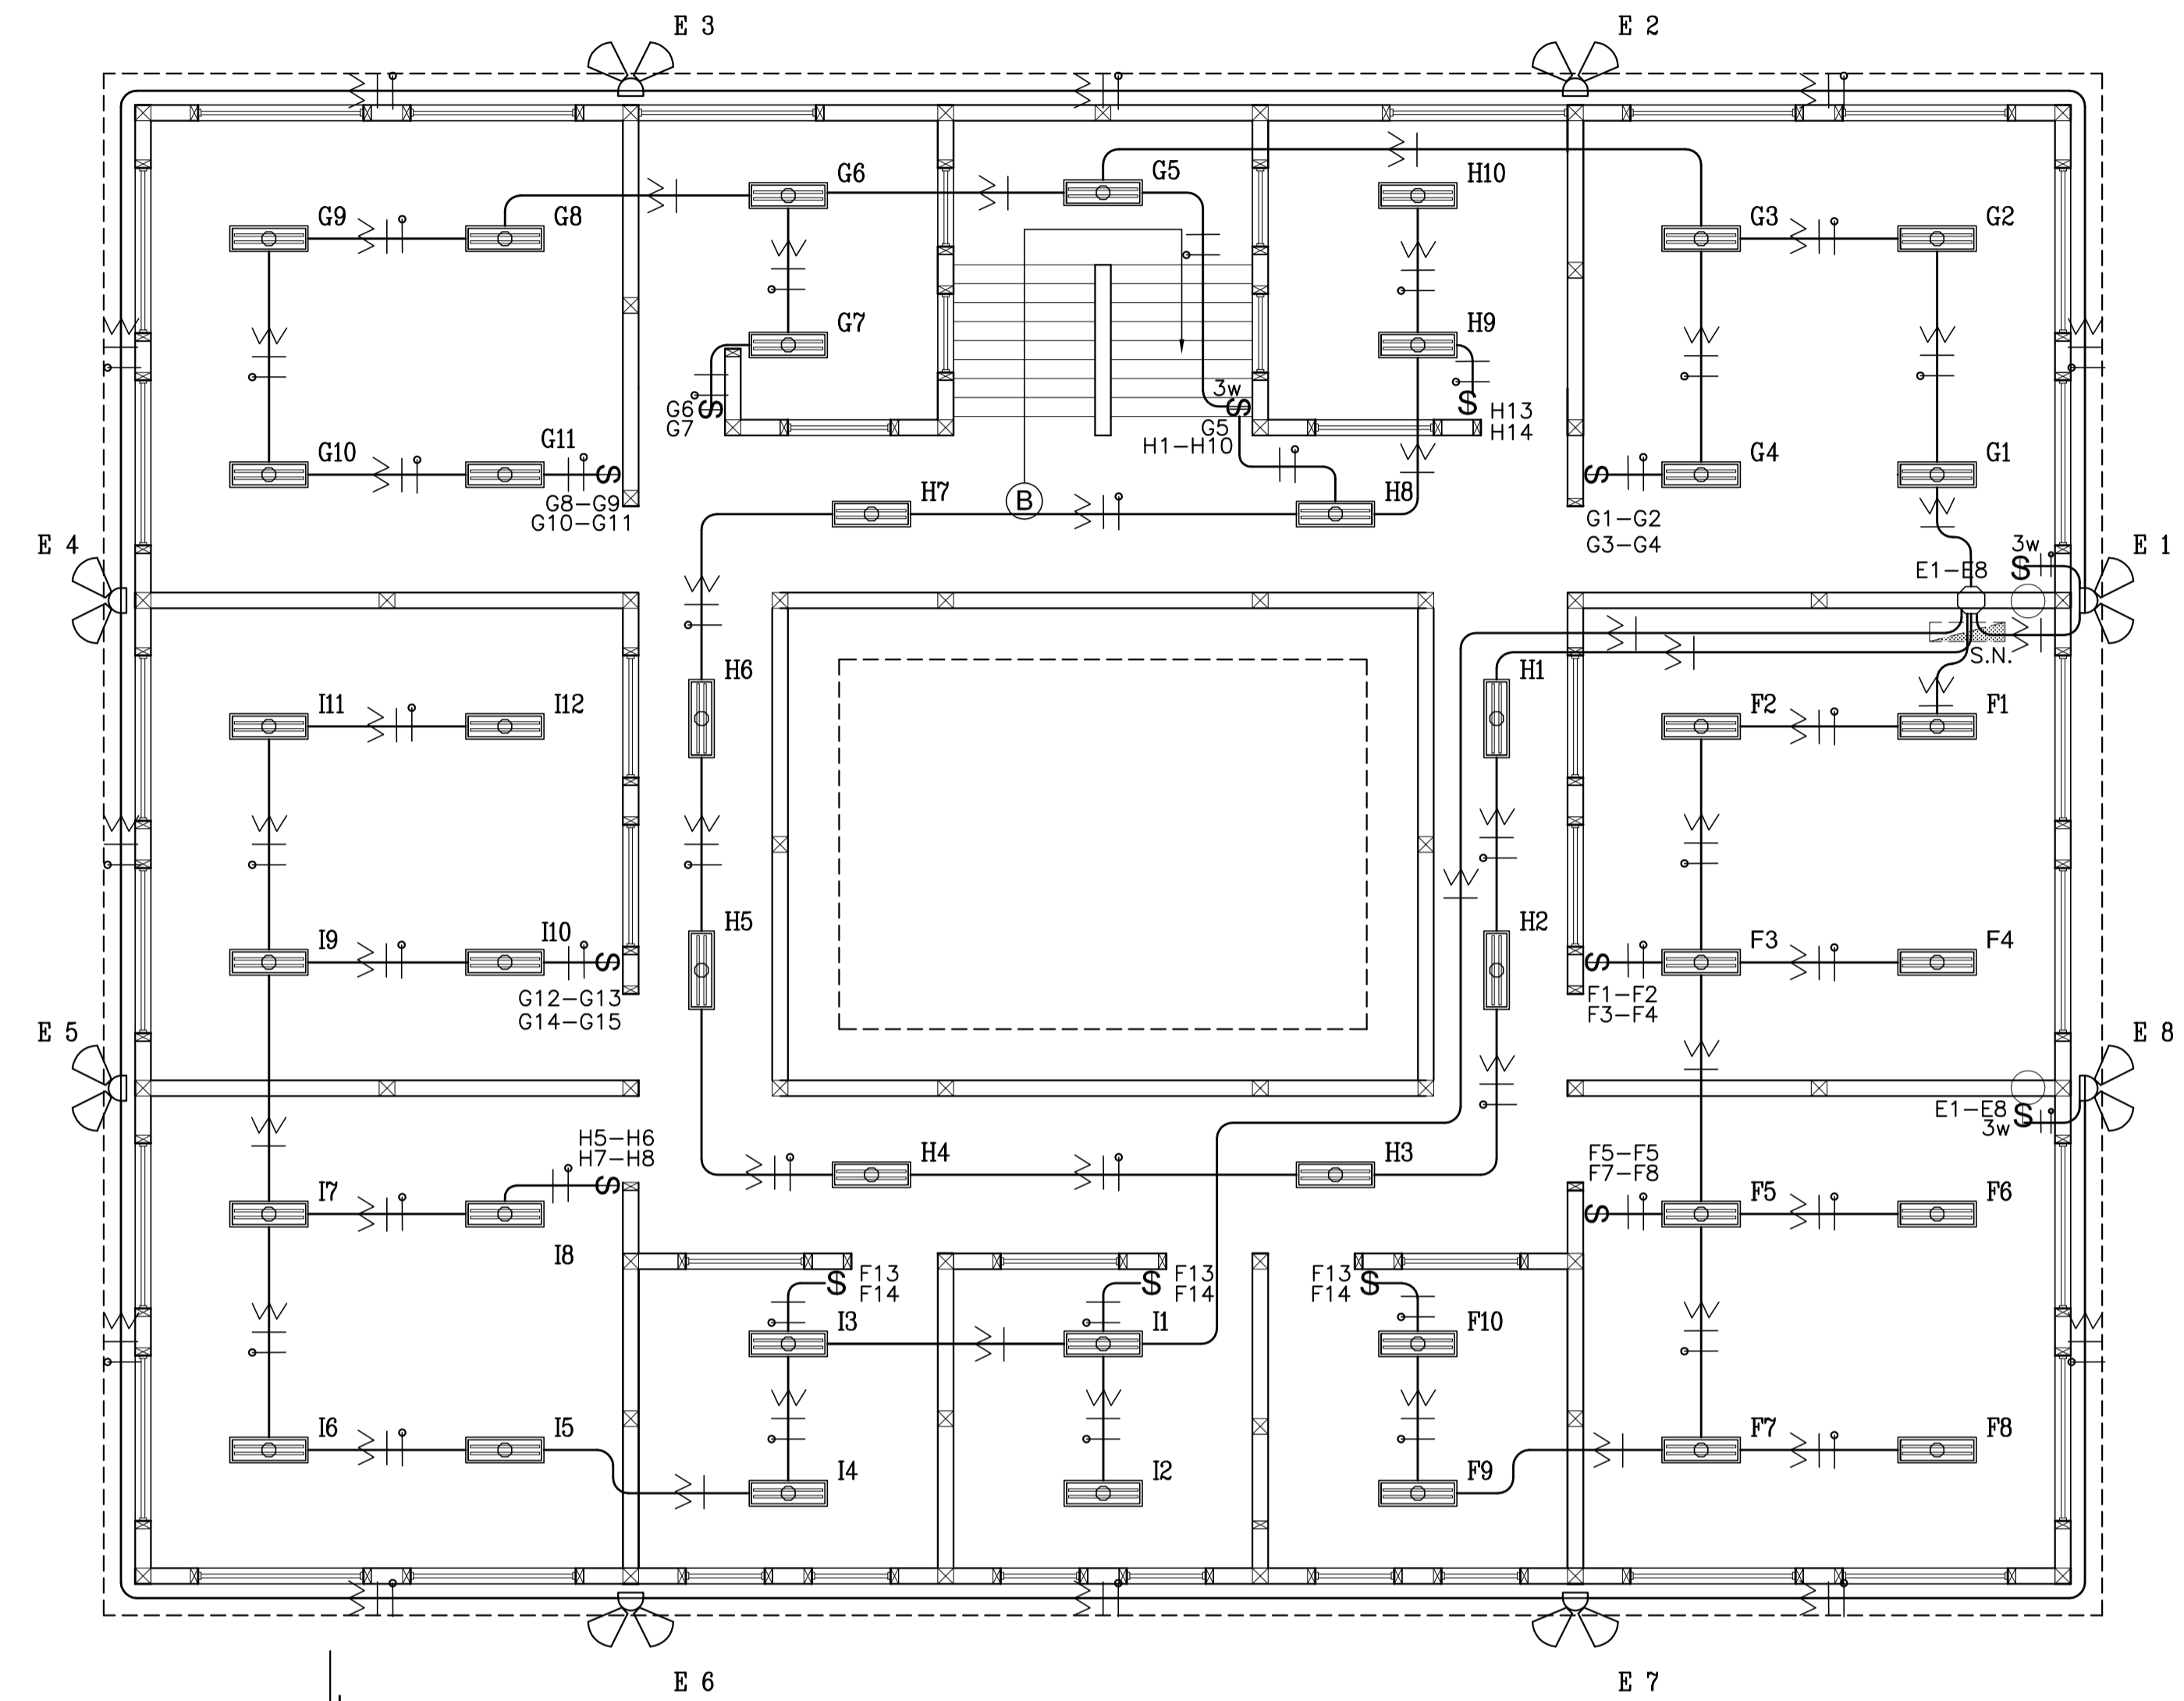 E 3
E 2
G6
G5
H10
G9
G8
G3
G2
G7
H9
3w
G6
G7
G5
H1-H10
H13
H14
G10
G11
G4
G1
H7
H8
B
G8-G9
G10-G11
G1-G2
G3-G4
E 4
3w
E 1
E1-E8
S.N.
H6
H1
I11
I12
F2
F1
I9
I10
H5
H2
F3
F4
G12-G13
G14-G15
F1-F2
F3-F4
E 5
E 8
E1-E8
3w
H5-H6
H7-H8
H4
H3
F5-F5
F7-F8
I7
F5
F6
I8
F13
F14
F13
F14
F13
F14
I3
I1
F10
I6
I5
F7
F8
I4
I2
F9
E 6
E 7